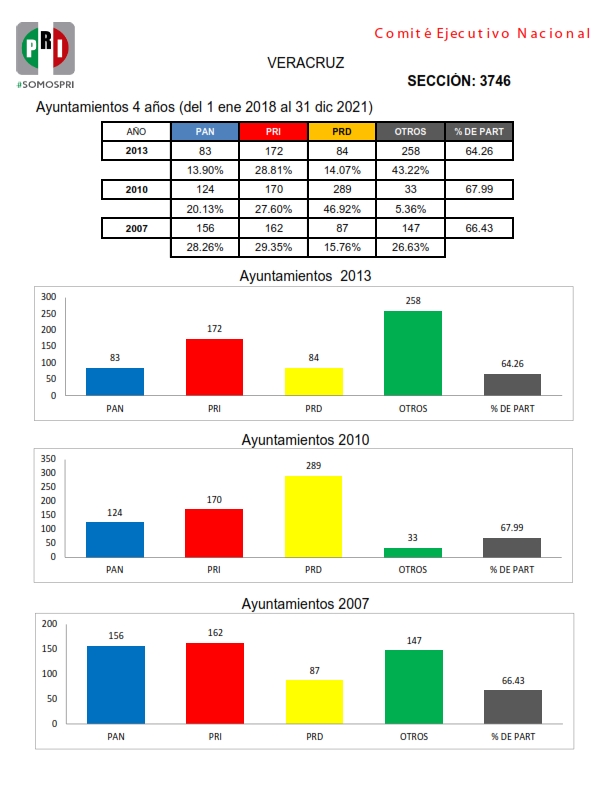 Comité Ejecutivo Nacional
PRI
#SOMOSPRI
VERACRUZ
SECCIÓN: 3746
Ayuntamientos 4 años (del 1 ene 2018 al 31 dic 2021)
AÑO PAN PRI PRD OTROS % DE PART
2013 83 172 84 258 64.26
13.90% 28.81% 14.07% 43.22%
2010 124 170 289 33 67.99
20.13% 27.60% 46.92% 5.36%
2007 156 162 87 147 66.43
28.26% 29.35% 15.76% 26.63%
Ayuntamientos 2013
300
250
200
150
100
50
0
83 172 84 258 64.26
PAN PRI PRD OTROS % DE PART
Ayuntamientos 2010
350
300
250
200
150
100
50
0
124 170 289 33 67.99
PAN PRI PRD OTROS % DE PART
Ayuntamientos 2007
200
150
100
50
0
156 162 87 147 66.43
PAN PRI PRD OTROS % DE PART